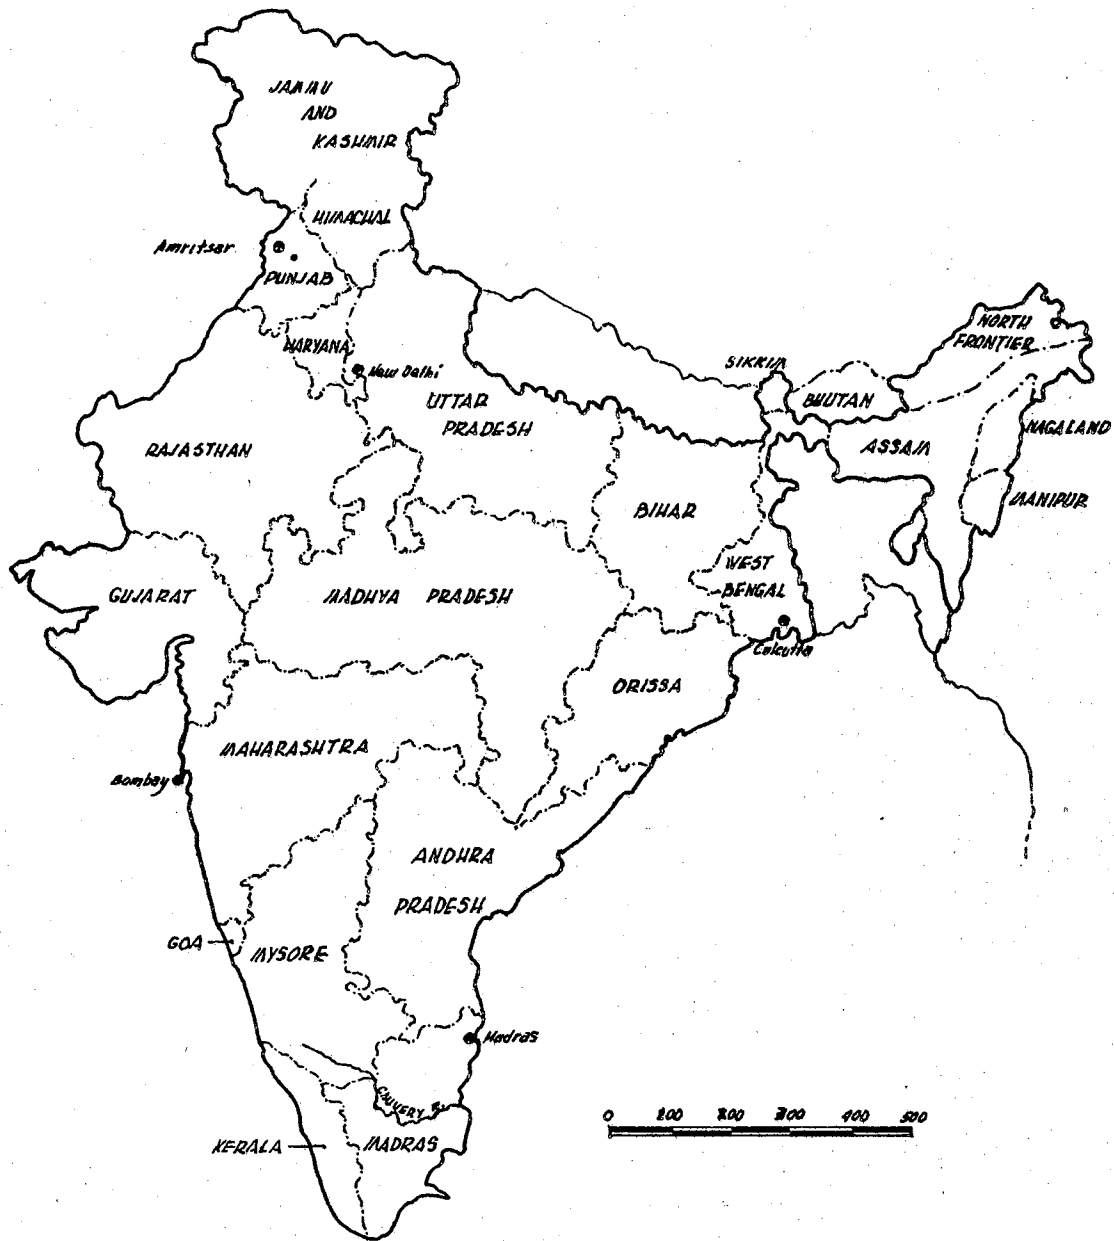 JAMMU
AND
KASHMIR
HIMACHAL
Amritsar
PUNJAB
HARYANA
New Delhi
UTTAR
PRADESH
RAJASTHAN
SIKKIM
BHUTAN
NORTH
FRONTIER
NAGALAND
ASSAM
MANIPUR
BIHAR
WEST
BENGAL
Calcutta
GUJARAT
MADHYA PRADESH
ORISSA
MAHARASHTRA
Bombay
ANDHRA
PRADESH
GOA
MYSORE
Madras
CAUVERY R.
KERALA
MADRAS
0 100 200 300 400 500